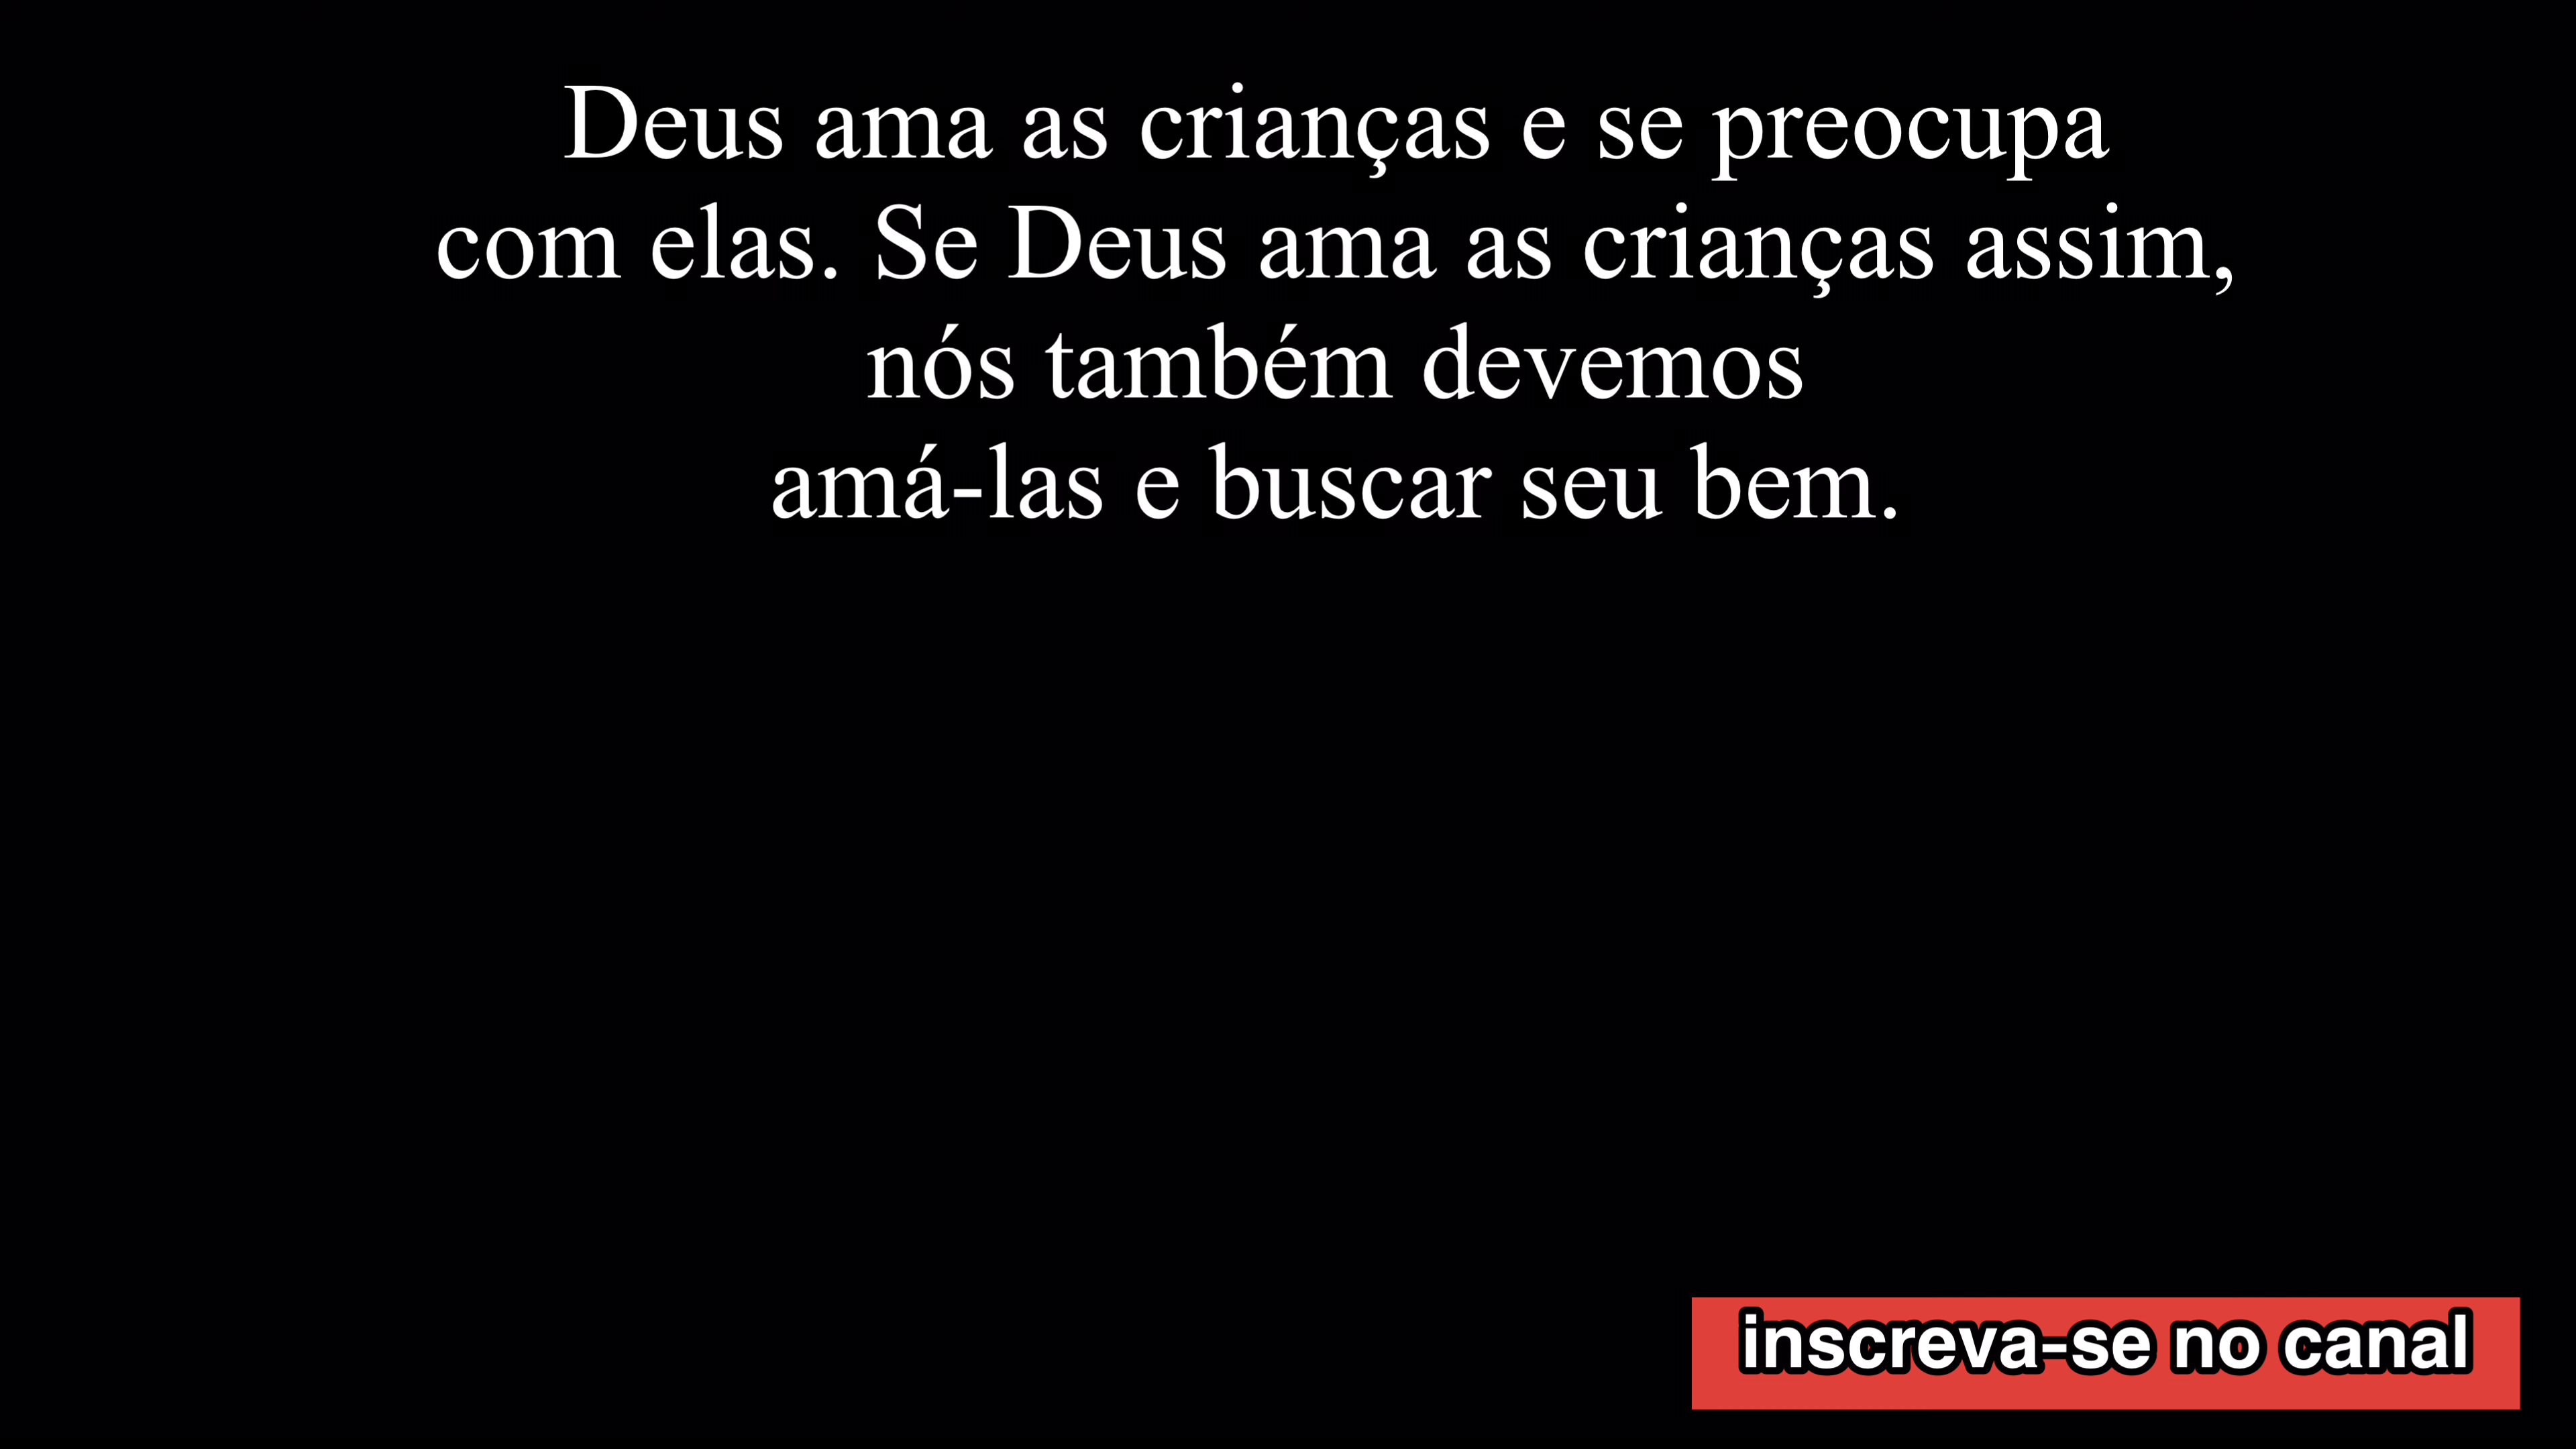 Deus ama as crianças e se preocupa
com elas. Se Deus ama as crianças assim,
nós também devemos
amá-las e buscar seu bem.
inscreva-se no canal